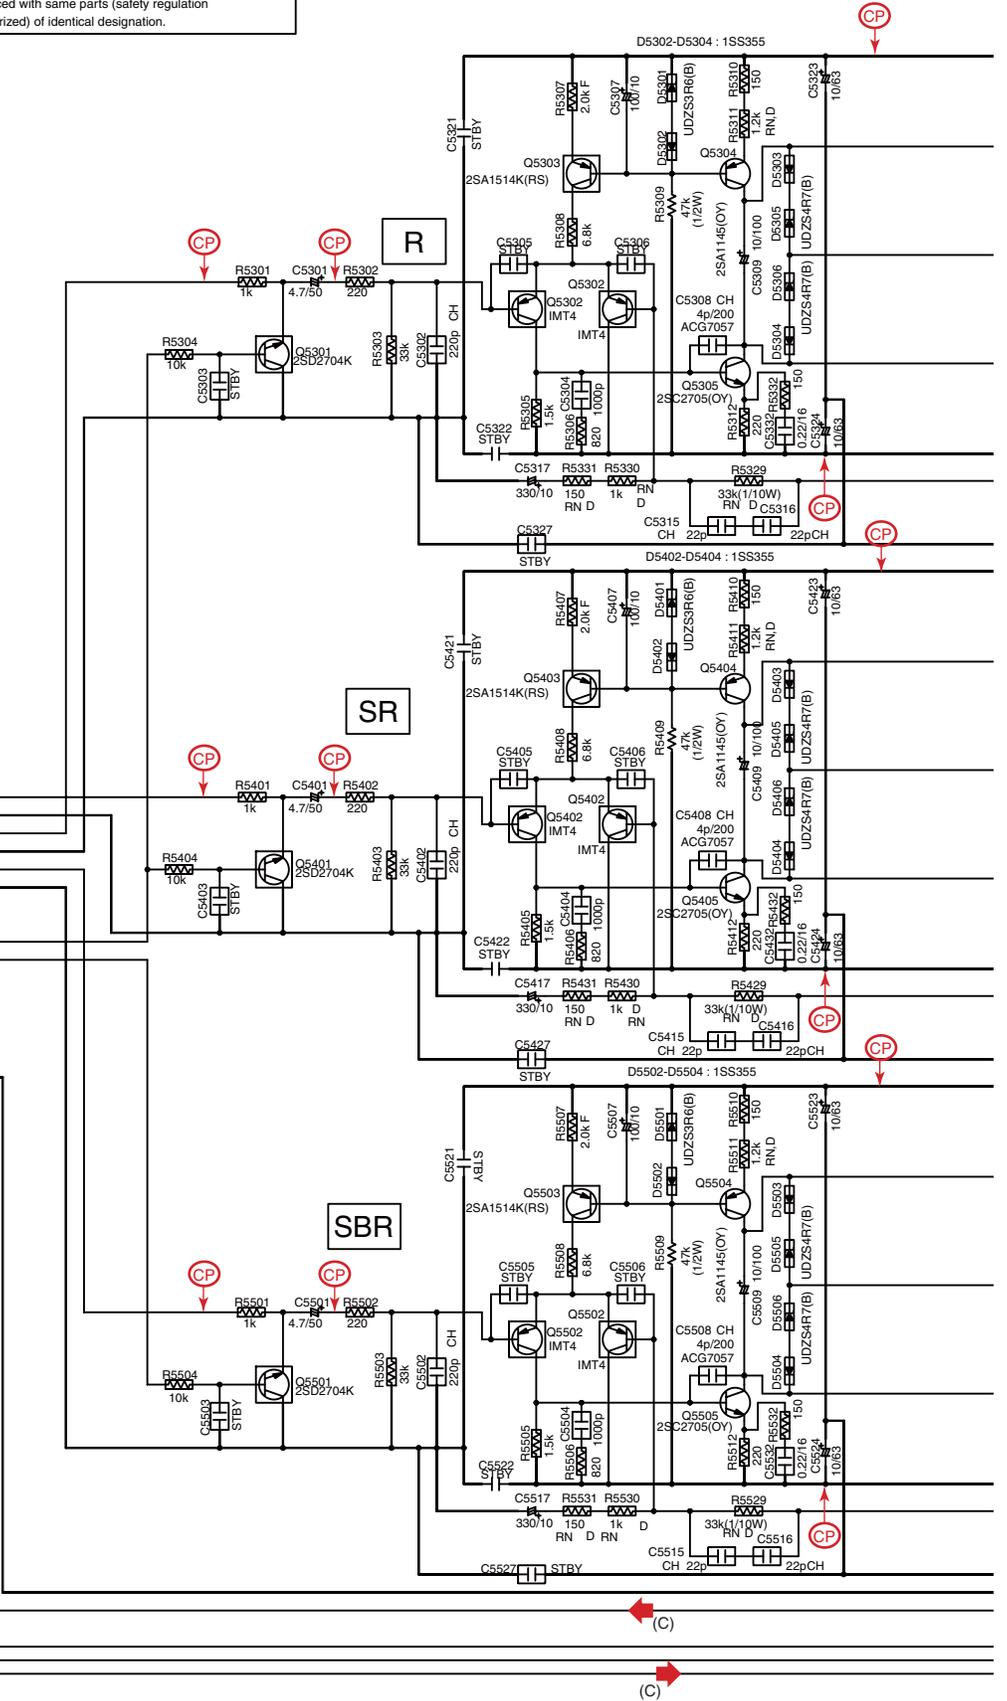 ced with same parts (safety regulation
rized) of identical designation.
CP
D5302-D5304 : 1SS355
R5307
2.0k F
C5307
100/10
D5301
UDZS3R6(B)
D5302
R5310
150
R5311
1.2k
RN,D
C5323
10/63
C5321
STBY
Q5303
2SA1514K(RS)
Q5304
D5303
D5305
UDZS4R7(B)
R5308
6.8k
R5309
47k
(1/2W)
2SA1145(OY)
C5309 10/100
D5306
D5304
UDZS4R7(B)
CP
CP
R
C5305
STBY
C5306
STBY
R5301
1k
C5301
4.7/50
R5302
220
Q5302
IMT4
Q5302
IMT4
C5308 CH
4p/200
ACG7057
R5304
10k
C5303
STBY
Q5301
2SD2704K
R5303
33k
C5302
220p
CH
Q5305
2SC2705(OY)
R5305
1.5k
C5304
1000p
R5306
820
R5312
220
R5332
150
C5332
0.22/16
C5324
10/63
C5322
STBY
C5317
330/10
R5331
150
RN D
R5330
1k
RN
D
R5329
33k(1/10W)
RN D
C5315
CH 22p
C5316
22pCH
CP
C5327
STBY
CP
D5402-D5404 : 1SS355
R5407
2.0k F
C5407
100/10
D5401
UDZS3R6(B)
D5402
R5410
150
R5411
1.2k
RN,D
C5423
10/63
C5421
STBY
Q5403
2SA1514K(RS)
Q5404
D5403
D5405
UDZS4R7(B)
SR
R5408
6.8k
R5409
47k
(1/2W)
2SA1145(OY)
C5409 10/100
D5406
D5404
UDZS4R7(B)
CP
CP
C5405
STBY
C5406
STBY
R5401
1k
C5401
4.7/50
R5402
220
Q5402
IMT4
Q5402
IMT4
C5408 CH
4p/200
ACG7057
R5404
10k
C5403
STBY
Q5401
2SD2704K
R5403
33k
C5402
220p
CH
Q5405
2SC2705(OY)
R5405
1.5k
C5404
1000p
R5406
820
R5412
220
R5432
150
C5432
0.22/16
C5424
10/63
C5422
STBY
C5417
330/10
R5431
150
RN D
R5430
1k D
RN
R5429
33k(1/10W)
RN D
C5415
CH 22p
C5416
22pCH
CP
C5427
STBY
CP
D5502-D5504 : 1SS355
R5507
2.0k F
C5507
100/10
D5501
UDZS3R6(B)
D5502
R5510
150
R5511
1.2k
RN,D
C5523
10/63
C5521
STBY
Q5503
2SA1514K(RS)
Q5504
D5503
D5505
UDZS4R7(B)
SBR
R5508
6.8k
R5509
47k
(1/2W)
2SA1145(OY)
C5509 10/100
D5506
D5504
UDZS4R7(B)
CP
CP
C5505
STBY
C5506
STBY
R5501
1k
C5501
4.7/50
R5502
220
Q5502
IMT4
Q5502
IMT4
C5508 CH
4p/200
ACG7057
R5504
10k
C5503
STBY
Q5501
2SD2704K
R5503
33k
C5502
220p
CH
Q5505
2SC2705(OY)
R5505
1.5k
C5504
1000p
R5506
820
R5512
220
R5532
150
C5532
0.22/16
C5524
10/63
C5522
STBY
C5517
330/10
R5531
150
RN D
R5530
1k D
RN
R5529
33k(1/10W)
RN D
C5515
CH 22p
C5516
22pCH
CP
C5527 STBY
(C)
(C)